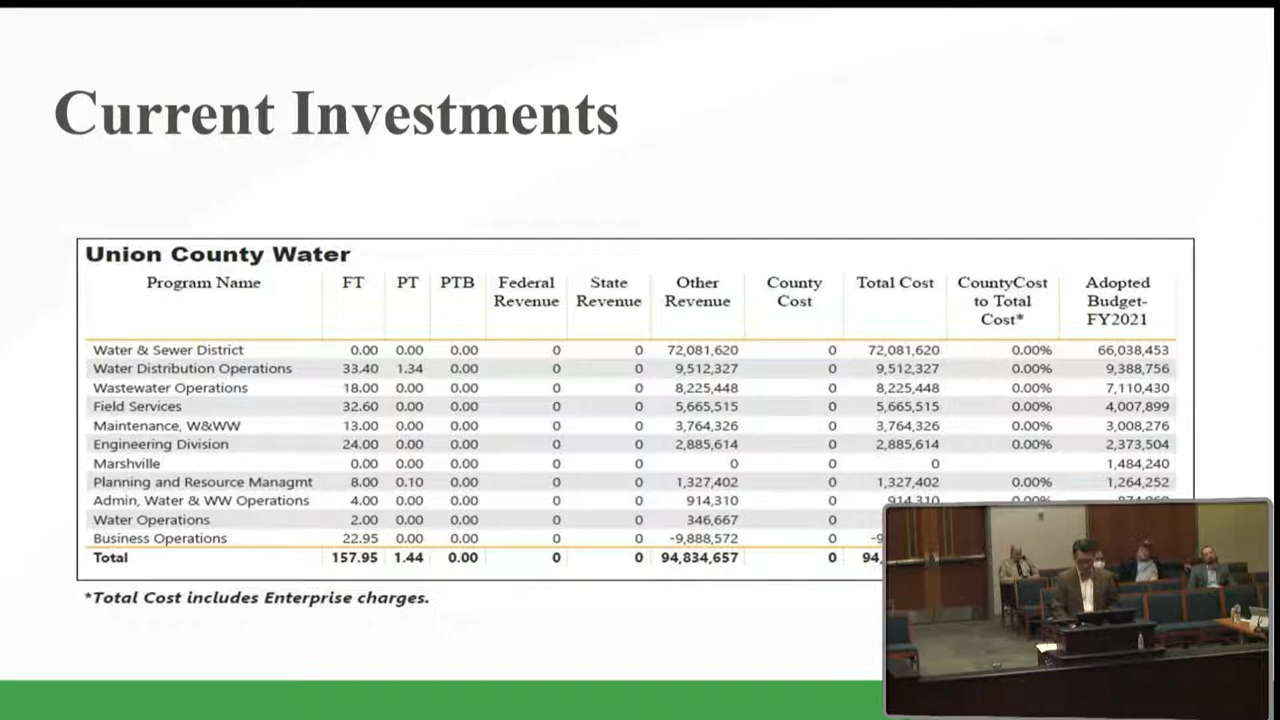 Current Investments
Union County Water
Program Name FT PT PTB Federal Revenue State Revenue Other Revenue County Cost Total Cost CountyCost to Total Cost* Adopted Budget-FY2021
Water & Sewer District 0.00 0.00 0.00 0 0 72,081,620 0 72,081,620 0.00% 66,038,453
Water Distribution Operations 33.40 1.34 0.00 0 0 9,512,327 0 9,512,327 0.00% 9,388,756
Wastewater Operations 18.00 0.00 0.00 0 0 8,225,448 0 8,225,448 0.00% 7,110,430
Field Services 32.60 0.00 0.00 0 0 5,665,515 0 5,665,515 0.00% 4,007,899
Maintenance, W&WW 13.00 0.00 0.00 0 0 3,764,326 0 3,764,326 0.00% 3,008,276
Engineering Division 24.00 0.00 0.00 0 0 2,885,614 0 2,885,614 0.00% 2,373,504
Marshville 0.00 0.00 0.00 0 0 0 0 0 1,484,240
Planning and Resource Managmt 8.00 0.10 0.00 0 0 1,327,402 0 1,327,402 0.00% 1,264,252
Admin, Water & WW Operations 4.00 0.00 0.00 0 0 914,310 0 914,310 0.00%
Water Operations 2.00 0.00 0.00 0 0 346,667 0
Business Operations 22.95 0.00 0.00 0 0 -9,888,572 0 -9
Total 157.95 1.44 0.00 0 0 94,834,657 0 94,
*Total Cost includes Enterprise charges.